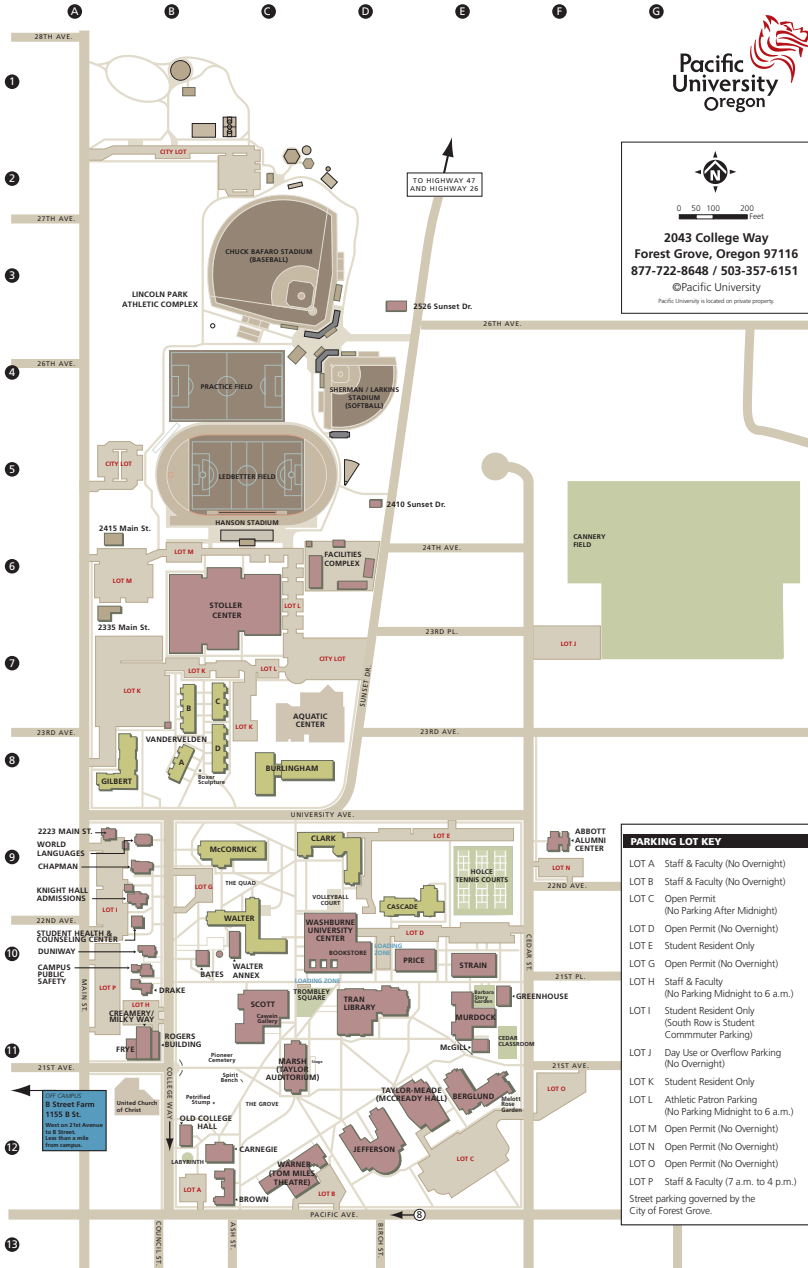 A
B
C
D
E
F
G
28TH AVE.
1
Pacific
University
Oregon
CITY LOT
2
TO HIGHWAY 47
AND HIGHWAY 26
N
0 50 100 200
Feet
27TH AVE.
2043 College Way
Forest Grove, Oregon 97116
877-722-8648 / 503-357-6151
©Pacific University
Pacific University is located on private property.
CHUCK BAFARO STADIUM
(BASEBALL)
3
LINCOLN PARK
ATHLETIC COMPLEX
2526 Sunset Dr.
26TH AVE.
26TH AVE.
4
PRACTICE FIELD
SHERMAN / LARKINS
STADIUM
(SOFTBALL)
CITY LOT
5
LEDBETTER FIELD
2410 Sunset Dr.
HANSON STADIUM
2415 Main St.
CANNERY
FIELD
24TH AVE.
LOT M
FACILITIES
COMPLEX
6
LOT M
STOLLER
CENTER
LOT L
2335 Main St.
23RD PL.
LOT J
CITY LOT
7
LOT K
LOT L
SUNSET DR.
LOT K
B
C
AQUATIC
CENTER
LOT K
23RD AVE.
23RD AVE.
VANDERVELDEN
D
8
A
BURLINGHAM
GILBERT
Boxer
Sculpture
UNIVERSITY AVE.
2223 MAIN ST.
WORLD
LANGUAGES
CHAPMAN
9
McCORMICK
CLARK
LOT E
ABBOTT
ALUMNI
CENTER
LOT N
22ND AVE.
HOLCE
TENNIS COURTS
KNIGHT HALL
ADMISSIONS
LOT G
THE QUAD
VOLLEYBALL
COURT
CASCADE
LOT I
22ND AVE.
WALTER
WASHBURNE
UNIVERSITY
CENTER
LOT D
STUDENT HEALTH &
COUNSELING CENTER
10
DUNIWAY
BOOKSTORE
LOADING
ZONE
PRICE
STRAIN
CEDAR ST.
CAMPUS
PUBLIC
SAFETY
BATES
WALTER
ANNEX
21ST PL.
MAIN ST.
LOT P
DRAKE
LOADING ZONE
TROMBLEY
SQUARE
LOT H
CREAMERY/
MILKY WAY
SCOTT
Cawein
Gallery
TRAN
LIBRARY
Barbara
Story
Garden
GREENHOUSE
MURDOCK
ROGERS
BUILDING
FRYE
McGILL
CEDAR
CLASSROOM
11
21ST AVE.
21ST AVE.
Pioneer
Cemetery
Spirit
Bench
MARSH
(TAYLOR
AUDITORIUM)
Stage
COLLEGE WAY
LOT O
OFF CAMPUS
B Street Farm
1155 B St.
West on 21st Avenue
to B Street.
Less than a mile
from campus.
United Church
of Christ
Petrified
Stump
THE GROVE
TAYLOR-MEADE
(McCREADY HALL)
BERGLUND
Melott
Rose
Garden
OLD COLLEGE
HALL
12
CARNEGIE
JEFFERSON
LABYRINTH
WARNER
(TOM MILES
THEATRE)
LOT C
LOT A
BROWN
LOT B
PACIFIC AVE.
8
13
COUNCIL ST.
ASH ST.
BIRCH ST.
PARKING LOT KEY
LOT A Staff & Faculty (No Overnight)
LOT B Staff & Faculty (No Overnight)
LOT C Open Permit
(No Parking After Midnight)
LOT D Open Permit (No Overnight)
LOT E Student Resident Only
LOT G Open Permit (No Overnight)
LOT H Staff & Faculty
(No Parking Midnight to 6 a.m.)
LOT I Student Resident Only
(South Row is Student
Commmuter Parking)
LOT J Day Use or Overflow Parking
(No Overnight)
LOT K Student Resident Only
LOT L Athletic Patron Parking
(No Parking Midnight to 6 a.m.)
LOT M Open Permit (No Overnight)
LOT N Open Permit (No Overnight)
LOT O Open Permit (No Overnight)
LOT P Staff & Faculty (7 a.m. to 4 p.m.)
Street parking governed by the
City of Forest Grove.